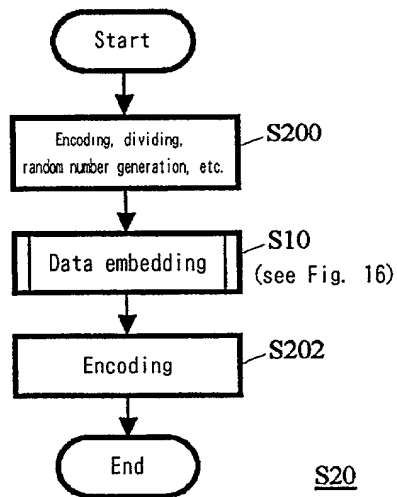 Start
Encoding, dividing,
random number generation, etc.
S200
Data embedding
S10
(see Fig. 16)
Encoding
S202
End
S20